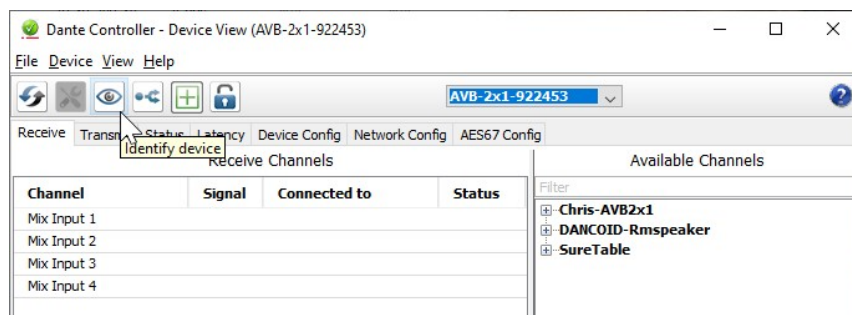 Dante Controller - Device View (AVB-2x1-922453)
File Device View Help
AVB-2x1-922453
Receive Status Latency Device Config Network Config AES67 Config
Identify device
Receive Channels
Available Channels
Channel Signal Connected to Status
Filter
Mix Input 1
Mix Input 2
Mix Input 3
Mix Input 4
Chris-AVB2x1
DANCOID-Rmspeaker
SureTable